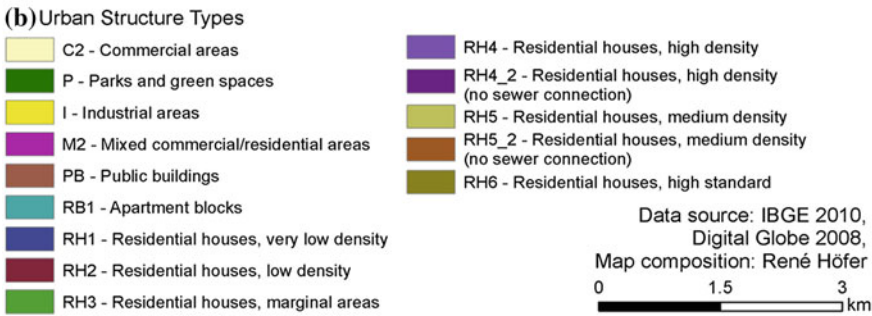 (b) Urban Structure Types
C2 - Commercial areas
P - Parks and green spaces
I - Industrial areas
M2 - Mixed commercial/residential areas
PB - Public buildings
RB1 - Apartment blocks
RH1 - Residential houses, very low density
RH2 - Residential houses, low density
RH3 - Residential houses, marginal areas
RH4 - Residential houses, high density
RH4_2 - Residential houses, high density
(no sewer connection)
RH5 - Residential houses, medium density
RH5_2 - Residential houses, medium density
(no sewer connection)
RH6 - Residential houses, high standard
Data source: IBGE 2010,
Digital Globe 2008,
Map composition: René Höfer
0 1.5 3
km